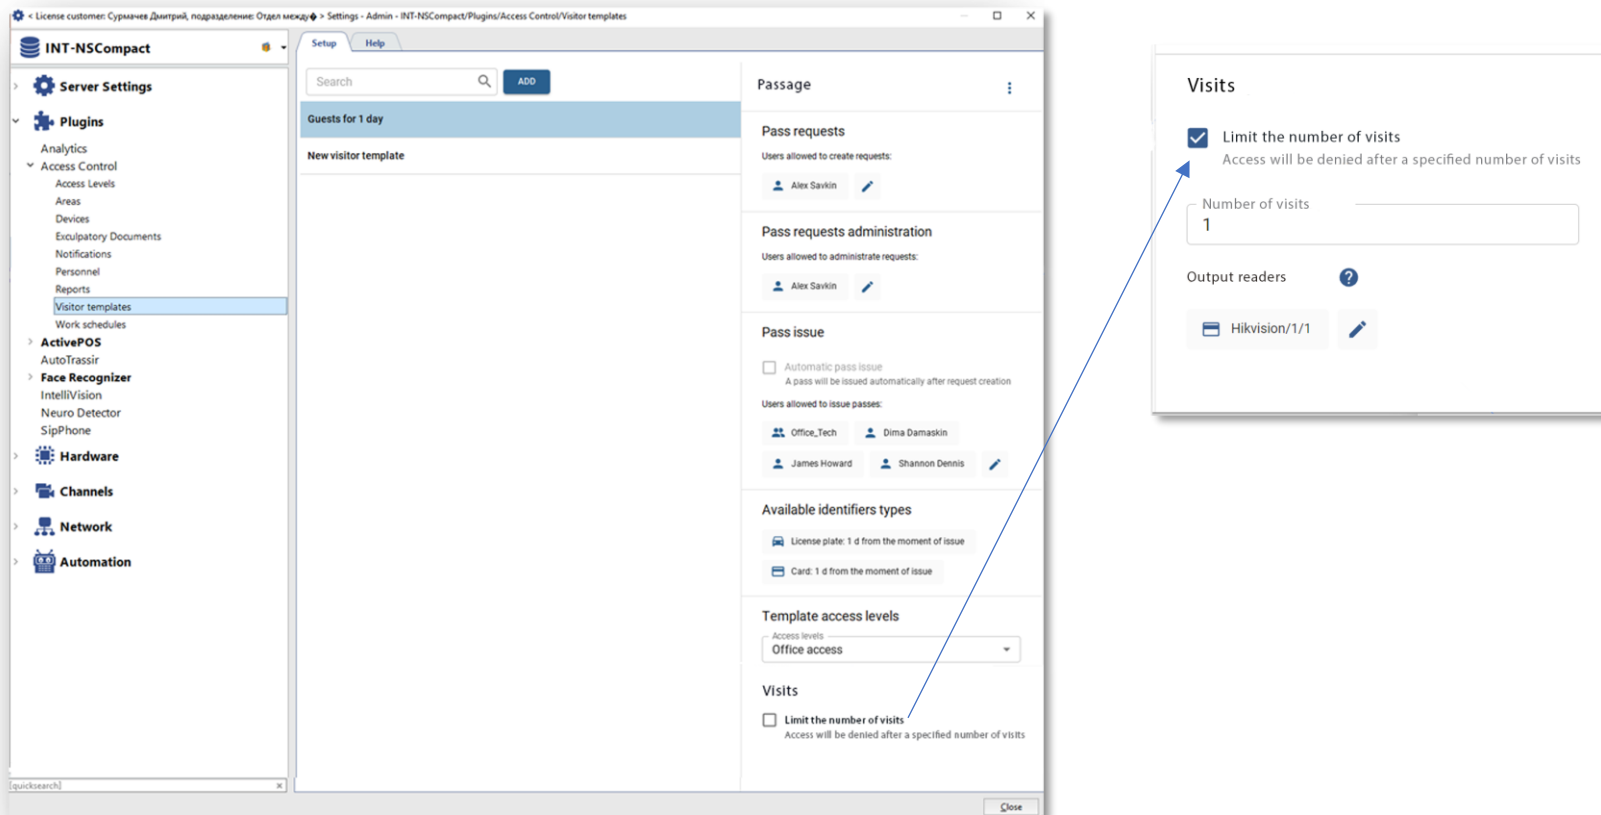 < License customer: Сурмачев Дмитрий, подразделение: Отдел между� > Settings - Admin - INT-NSCompact/Plugins/Access Control/Visitor templates
INT-NSCompact
Server Settings
Plugins
Analytics
Access Control
Access Levels
Areas
Devices
Exculpatory Documents
Notifications
Personnel
Reports
Visitor templates
Work schedules
ActivePOS
AutoTrassir
Face Recognizer
IntelliVision
Neuro Detector
SipPhone
Hardware
Channels
Network
Automation
[quicksearch]
Setup
Help
Search
ADD
Guests for 1 day
New visitor template
Passage
Pass requests
Users allowed to create requests:
Alex Savkin
Pass requests administration
Users allowed to administrate requests:
Alex Savkin
Pass issue
Automatic pass issue
A pass will be issued automatically after request creation
Users allowed to issue passes:
Office_Tech
Dima Damaskin
James Howard
Shannon Dennis
Available identifiers types
License plate: 1 d from the moment of issue
Card: 1 d from the moment of issue
Template access levels
Access levels
Office access
Visits
Limit the number of visits
Access will be denied after a specified number of visits
Close
Visits
Limit the number of visits
Access will be denied after a specified number of visits
Number of visits
1
Output readers
?
Hikvision/1/1